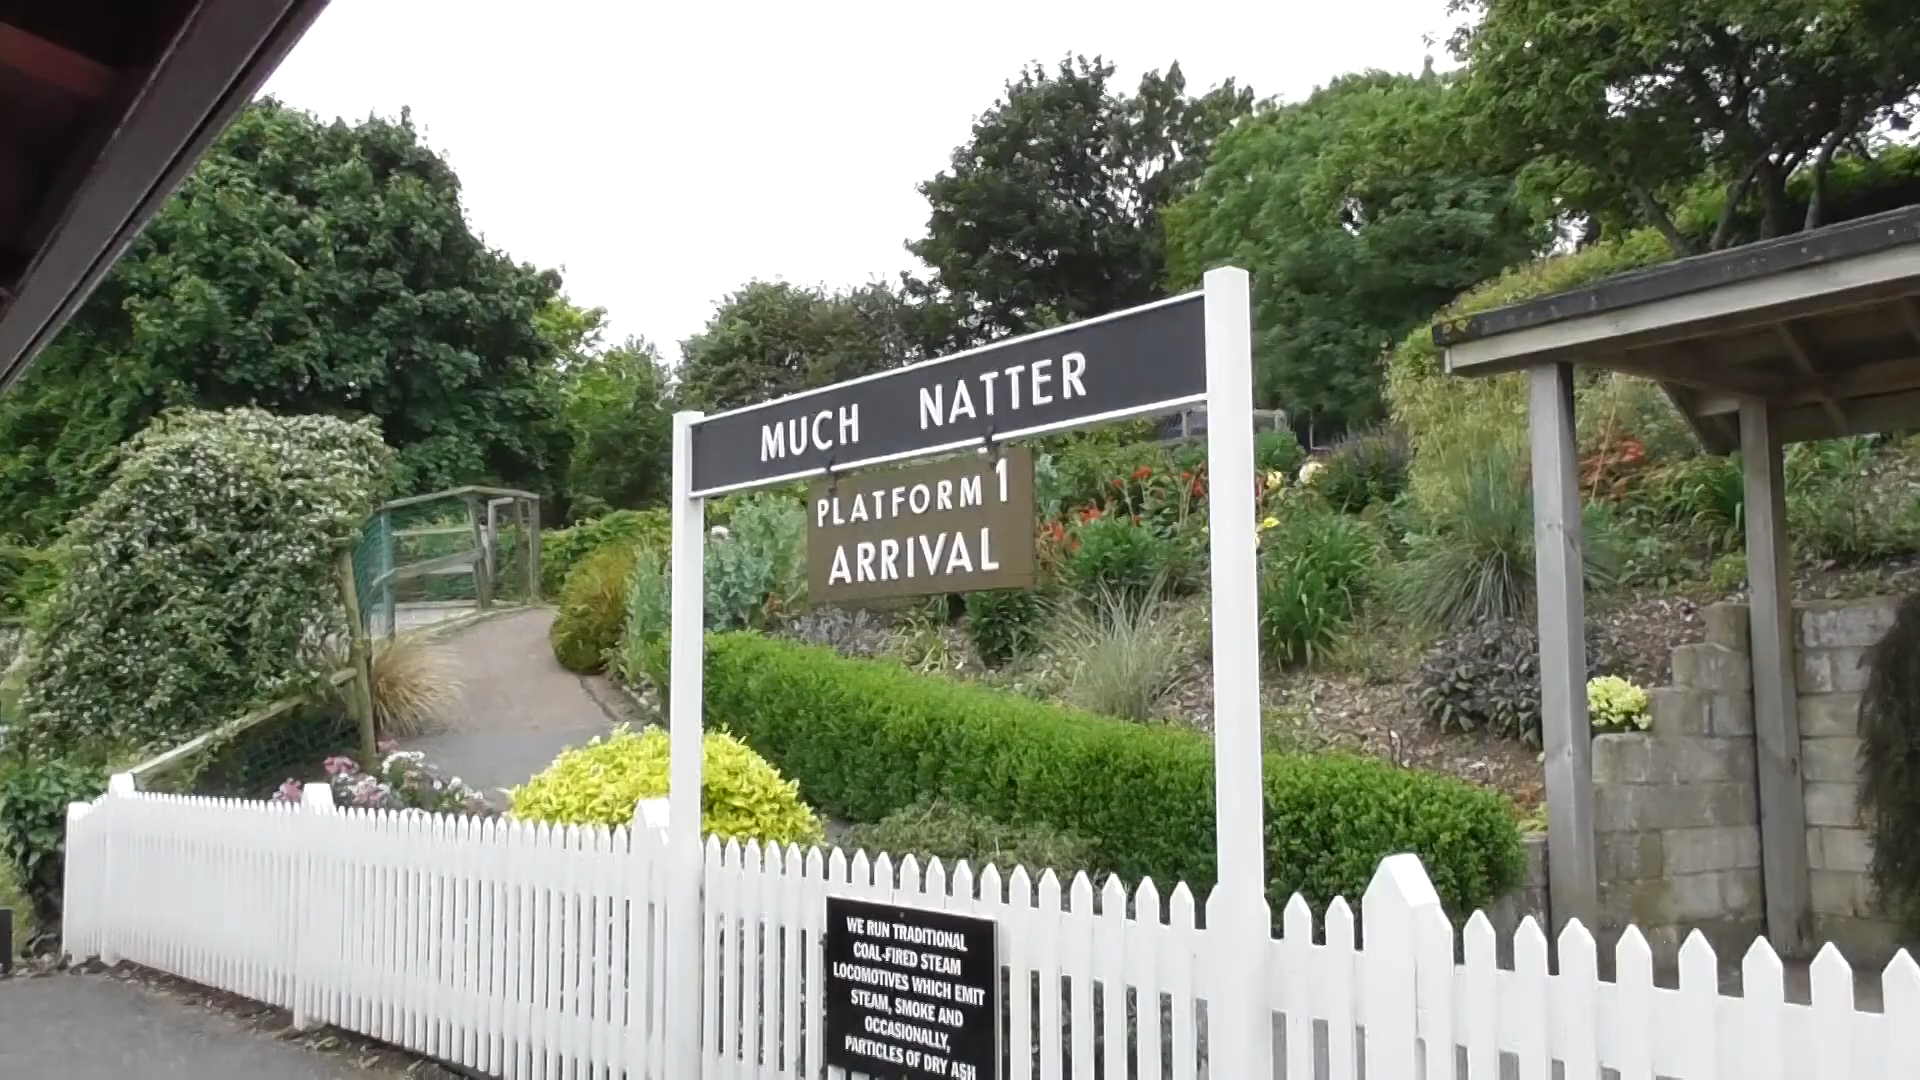 MUCH NATTER
PLATFORM 1
ARRIVAL
WE RUN TRADITIONAL
COAL-FIRED STEAM
LOCOMOTIVES WHICH EMIT
STEAM, SMOKE AND
OCCASIONALLY,
PARTICLES OF DRY ASH